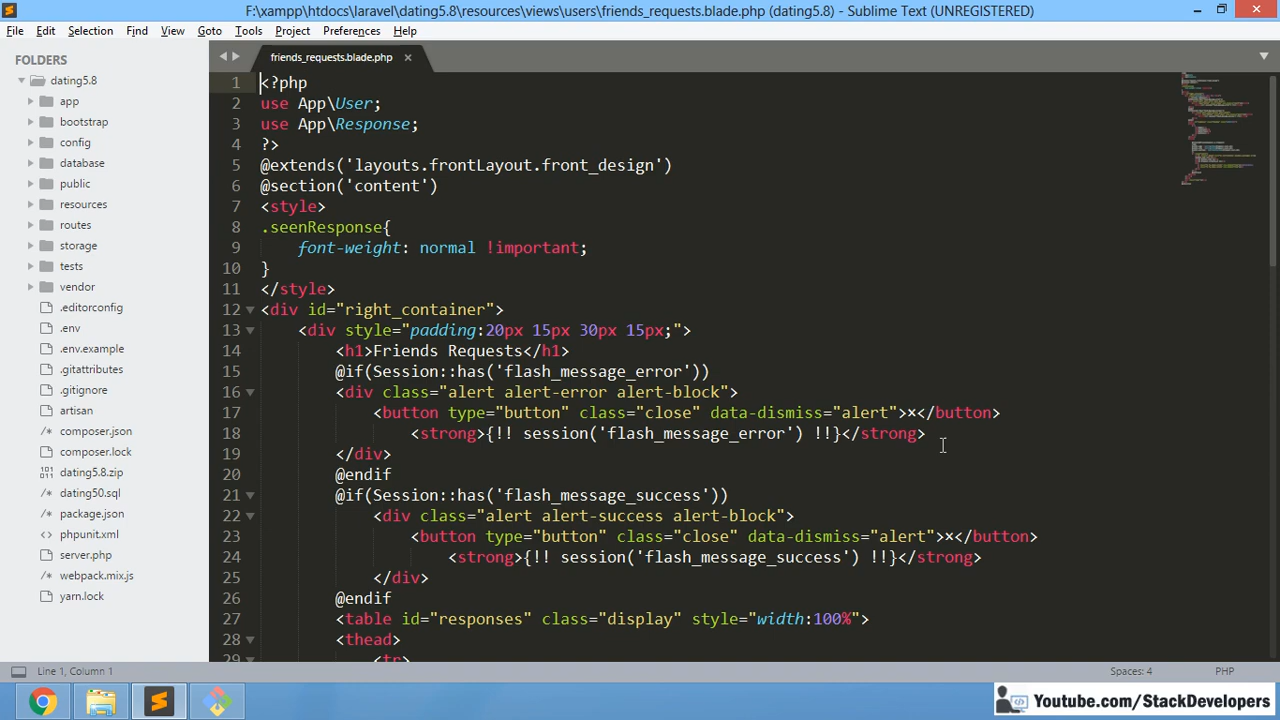 F:\xampp\htdocs\laravel\dating5.8\resources\views\users\friends_requests.blade.php (dating5.8) - Sublime Text (UNREGISTERED)
File Edit Selection Find View Goto Tools Project Preferences Help
FOLDERS
dating5.8
app
bootstrap
config
database
public
resources
routes
storage
tests
vendor
.editorconfig
.env
.env.example
.gitattributes
.gitignore
artisan
composer.json
composer.lock
dating5.8.zip
dating50.sql
package.json
phpunit.xml
server.php
webpack.mix.js
yarn.lock
friends_requests.blade.php
1 <?php
2 use App\User;
3 use App\Response;
4 ?>
5 @extends('layouts.frontLayout.front_design')
6 @section('content')
7 <style>
8 .seenResponse{
9 font-weight: normal !important;
10 }
11 </style>
12 <div id="right_container">
13 <div style="padding:20px 15px 30px 15px;">
14 <h1>Friends Requests</h1>
15 @if(Session::has('flash_message_error'))
16 <div class="alert alert-error alert-block">
17 <button type="button" class="close" data-dismiss="alert">×</button>
18 <strong>{!! session('flash_message_error') !!}</strong>
19 </div>
20 @endif
21 @if(Session::has('flash_message_success'))
22 <div class="alert alert-success alert-block">
23 <button type="button" class="close" data-dismiss="alert">×</button>
24 <strong>{!! session('flash_message_success') !!}</strong>
25 </div>
26 @endif
27 <table id="responses" class="display" style="width:100%">
28 <thead>
29 <tr>
Line 1, Column 1
Spaces: 4
PHP
Youtube.com/StackDevelopers